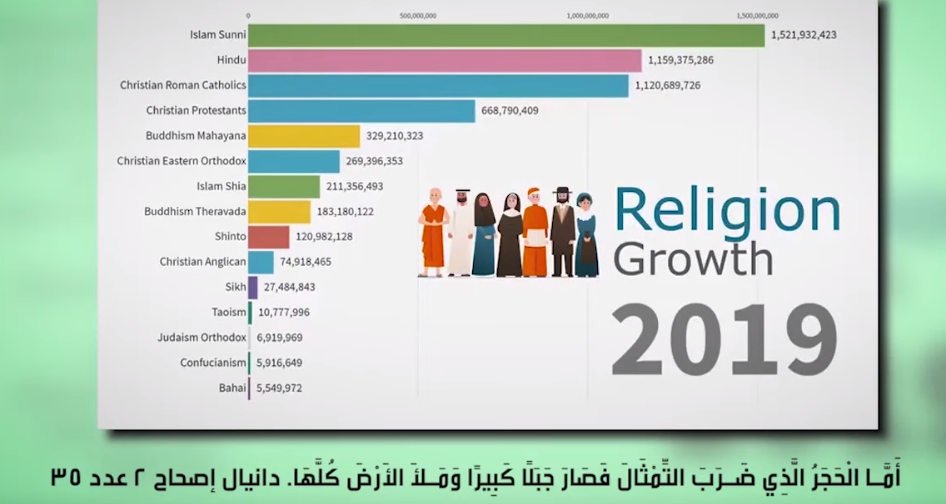 0 500,000,000 1,000,000,000 1,500,000,000
Islam Sunni 1,521,932,423
Hindu 1,159,375,286
Christian Roman Catholics 1,120,689,726
Christian Protestants 668,790,409
Buddhism Mahayana 329,210,323
Christian Eastern Orthodox 269,396,353
Islam Shia 211,356,493
Buddhism Theravada 183,180,122
Shinto 120,982,128
Christian Anglican 74,918,465
Sikh 27,484,843
Taoism 10,777,996
Judaism Orthodox 6,919,969
Confucianism 5,916,649
Bahai 5,549,972
Religion
Growth
2019
أَمَّا الْحَجَرُ الَّذِي ضَرَبَ التِّمْثَالَ فَصَارَ جَبَلًا كَبِيرًا وَمَلَأَ الأَرْضَ كُلَّهَا. دانيال إصحاح ٢ عدد ٣٥